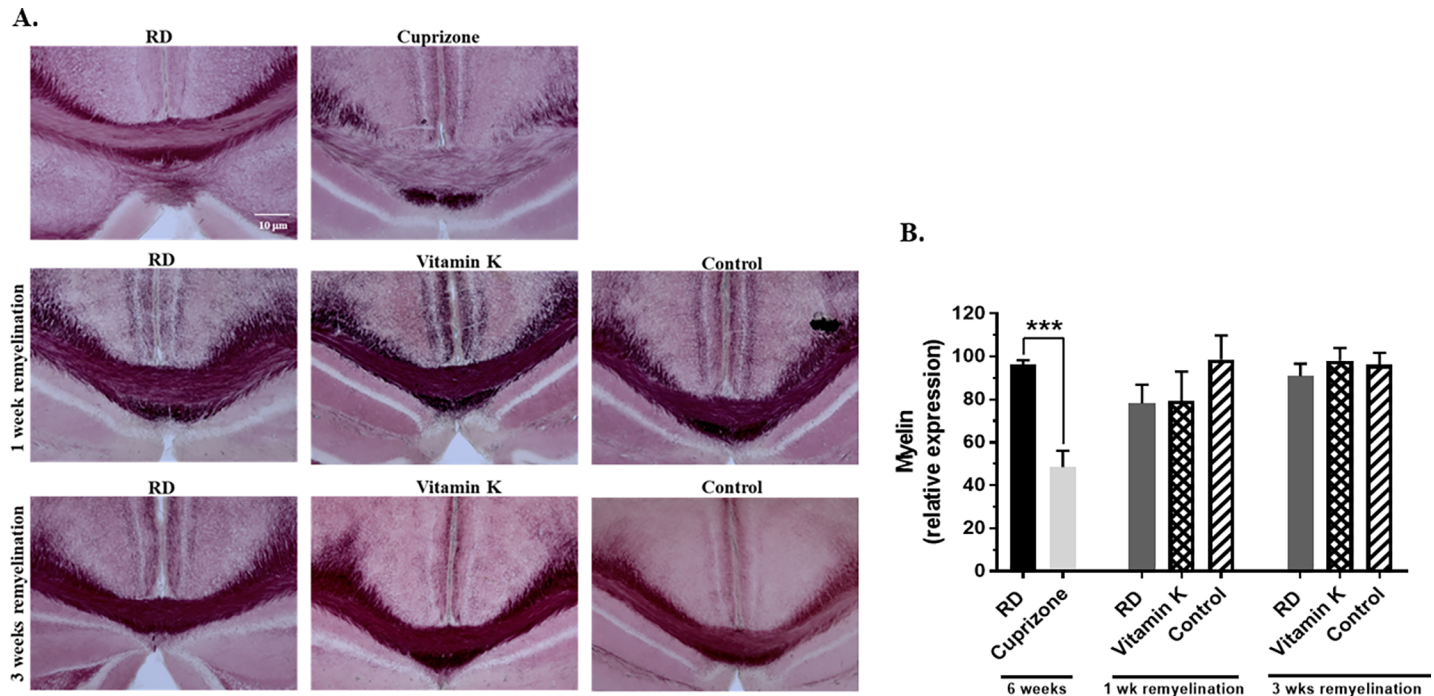 A.
RD
Cuprizone
10 µm
1 week remyelination
RD
Vitamin K
Control
3 weeks remyelination
RD
Vitamin K
Control
B.
Myelin
(relative expression)
120
100
80
60
40
20
0
***
RD
Cuprizone
RD
Vitamin K
Control
RD
Vitamin K
Control
6 weeks
1 wk remyelination
3 wks remyelination